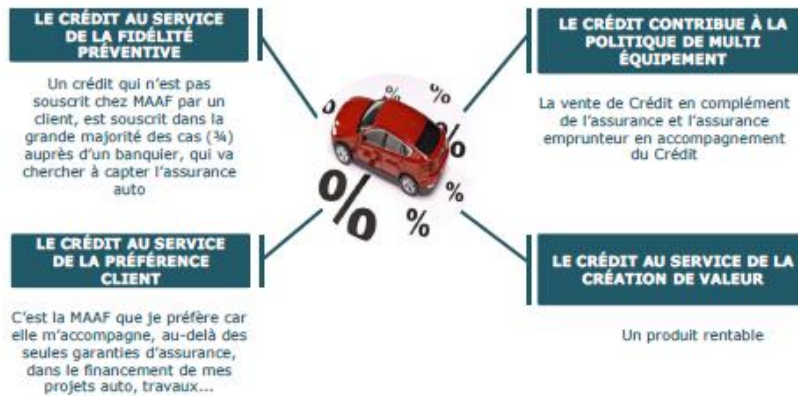 LE CRÉDIT AU SERVICE
DE LA FIDÉLITÉ
PRÉVENTIVE
Un crédit qui n'est pas
souscrit chez MAAF par un
client, est souscrit dans la
grande majorité des cas (¾)
auprès d'un banquier, qui va
chercher à capter l'assurance
auto
LE CRÉDIT CONTRIBUE À LA
POLITIQUE DE MULTI
ÉQUIPEMENT
La vente de Crédit en complément
de l'assurance et l'assurance
emprunteur en accompagnement
du Crédit
%
%
%
%
%
%
LE CRÉDIT AU SERVICE
DE LA PRÉFÉRENCE
CLIENT
C'est la MAAF que je préfère car
elle m'accompagne, au-delà des
seules garanties d'assurance,
dans le financement de mes
projets auto, travaux...
LE CRÉDIT AU SERVICE DE LA
CRÉATION DE VALEUR
Un produit rentable